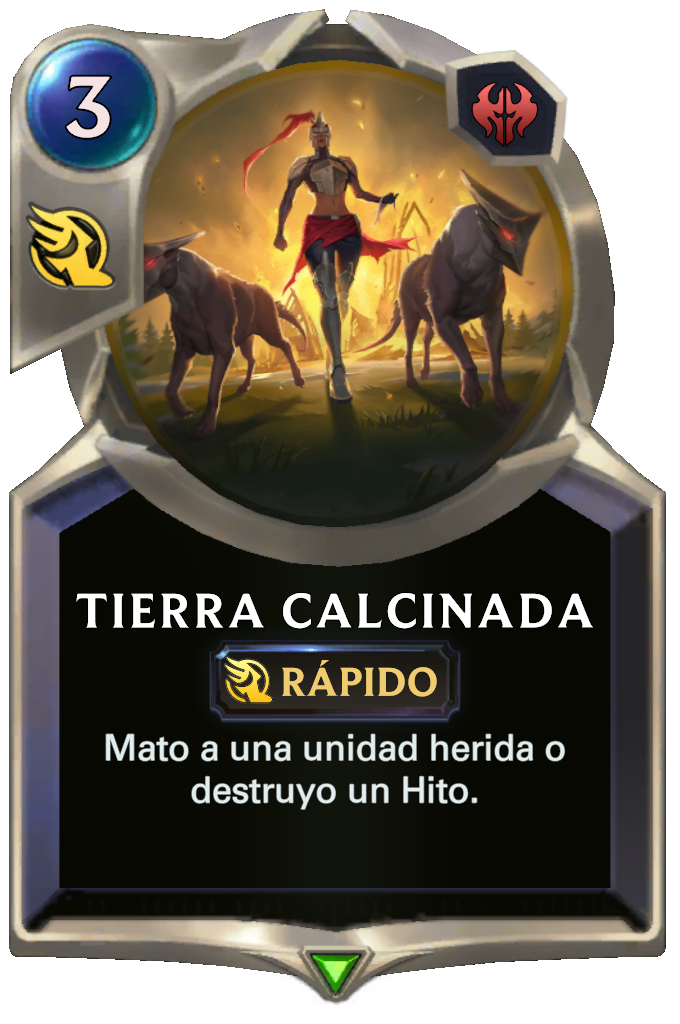 3
TIERRA CALCINADA
RÁPIDO
Mato a una unidad herida o
destruyo un Hito.